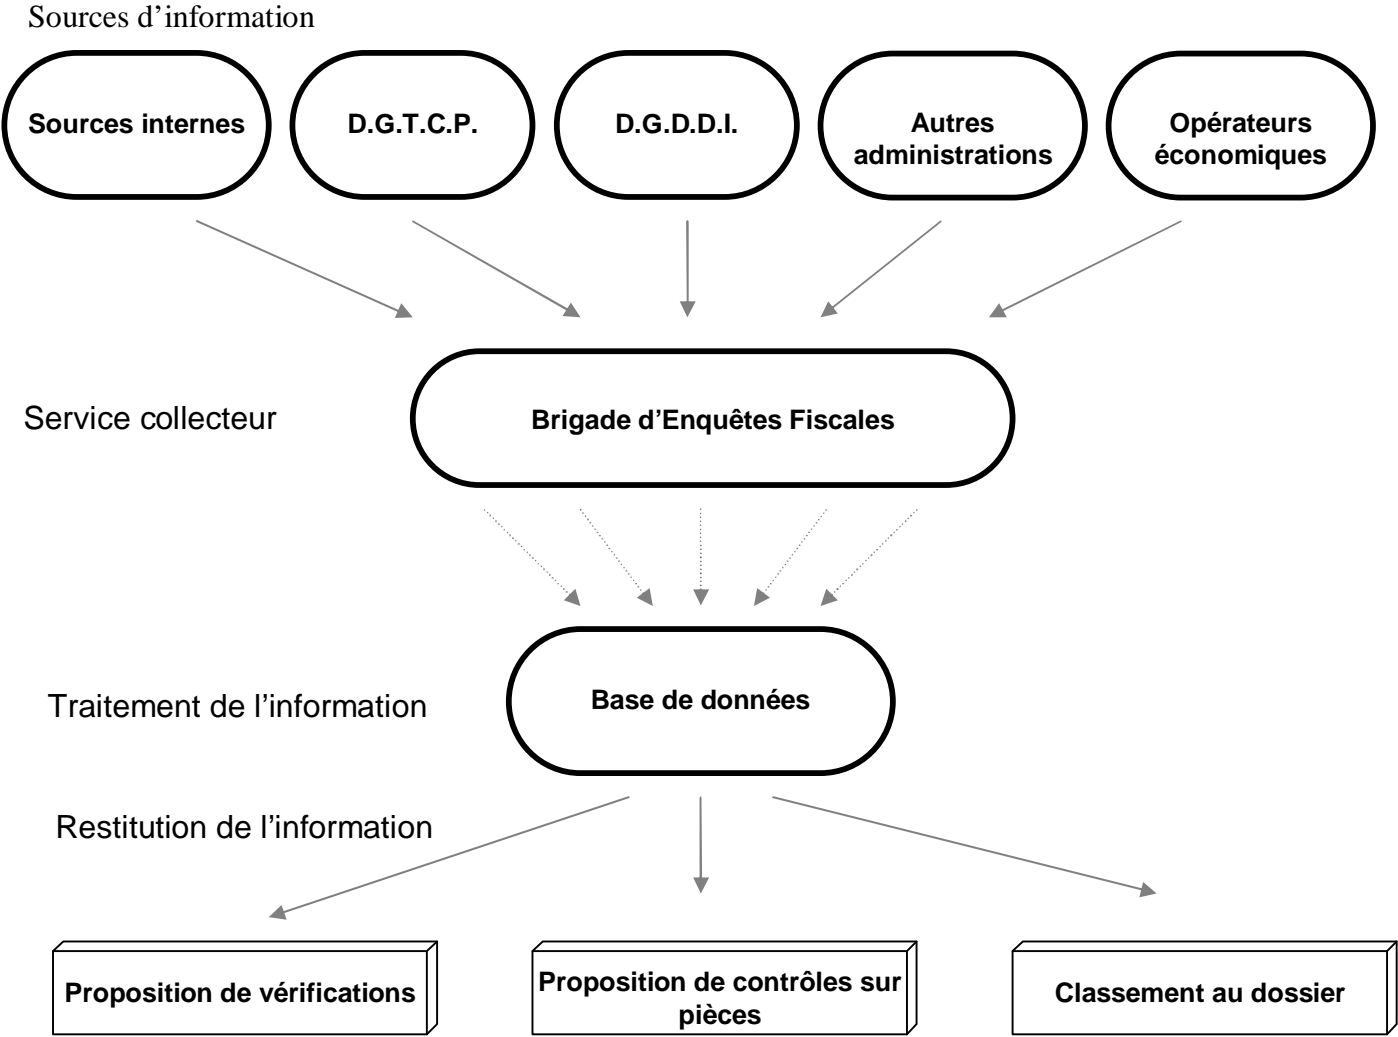 Sources d’information
Sources internes
D.G.T.C.P.
D.G.D.D.I.
Autres
administrations
Opérateurs
économiques
Service collecteur
Brigade d’Enquêtes Fiscales
Traitement de l’information
Base de données
Restitution de l’information
Proposition de vérifications
Proposition de contrôles sur
pièces
Classement au dossier